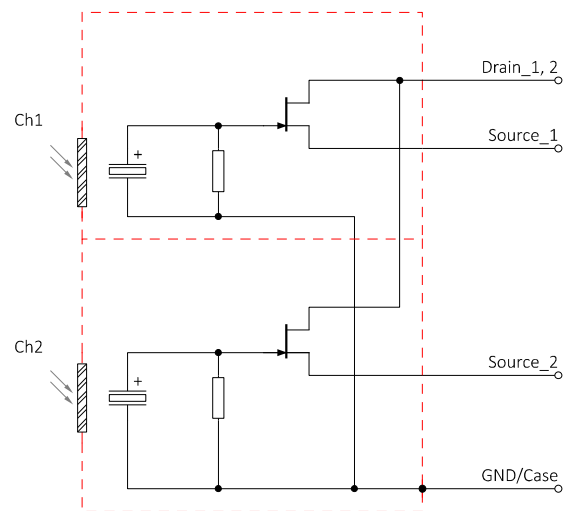 Drain_1, 2
Ch1
+
Source_1
Ch2
+
Source_2
GND/Case